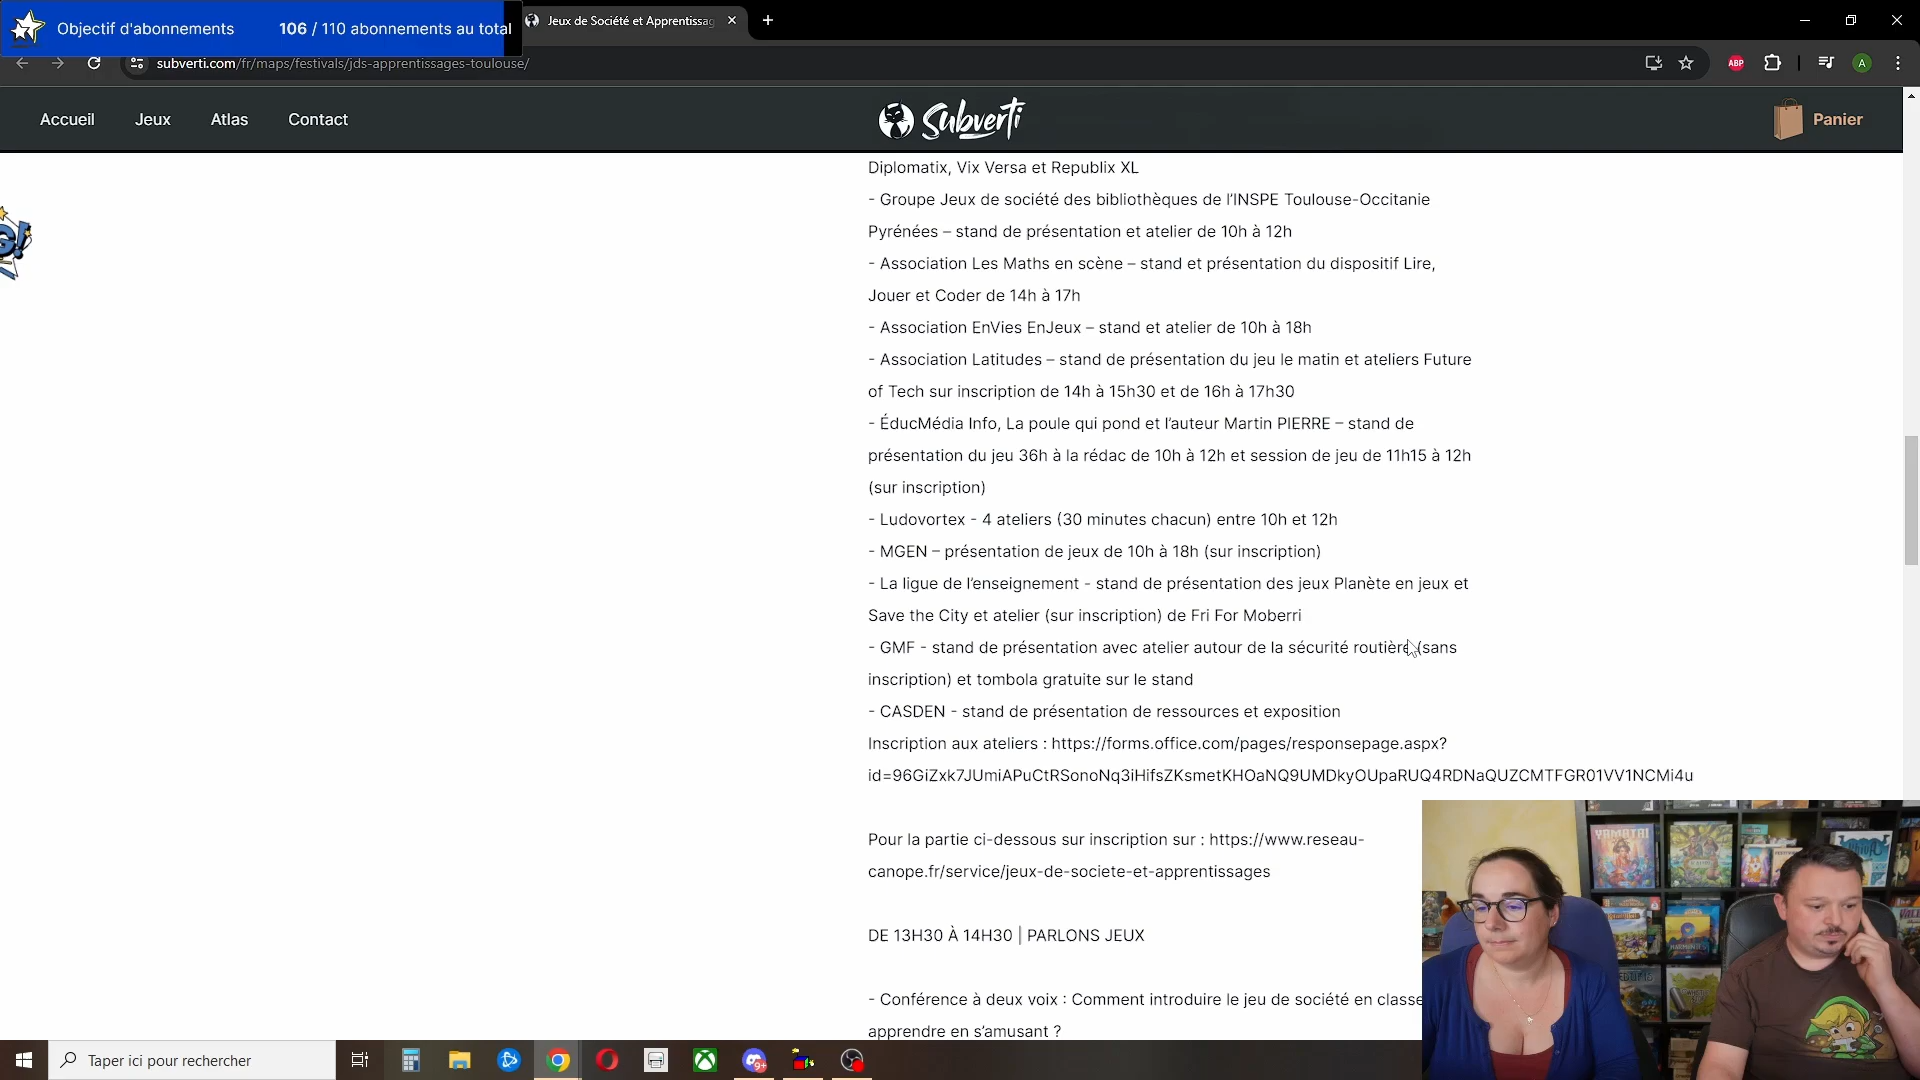 Objectif d'abonnements
106 / 110 abonnements au total
Jeux de Société et Apprentissag
subverti.com/fr/maps/festivals/jds-apprentissages-toulouse/
ABP
A
Accueil
Jeux
Atlas
Contact
Subverti
Panier
Diplomatix, Vix Versa et Republix XL
- Groupe Jeux de société des bibliothèques de l'INSPE Toulouse-Occitanie
Pyrénées – stand de présentation et atelier de 10h à 12h
- Association Les Maths en scène – stand et présentation du dispositif Lire,
Jouer et Coder de 14h à 17h
- Association EnVies EnJeux – stand et atelier de 10h à 18h
- Association Latitudes – stand de présentation du jeu le matin et ateliers Future
of Tech sur inscription de 14h à 15h30 et de 16h à 17h30
- ÉducMédia Info, La poule qui pond et l'auteur Martin PIERRE – stand de
présentation du jeu 36h à la rédac de 10h à 12h et session de jeu de 11h15 à 12h
(sur inscription)
- Ludovortex - 4 ateliers (30 minutes chacun) entre 10h et 12h
- MGEN – présentation de jeux de 10h à 18h (sur inscription)
- La ligue de l'enseignement - stand de présentation des jeux Planète en jeux et
Save the City et atelier (sur inscription) de Fri For Moberri
- GMF - stand de présentation avec atelier autour de la sécurité routière (sans
inscription) et tombola gratuite sur le stand
- CASDEN - stand de présentation de ressources et exposition
Inscription aux ateliers : https://forms.office.com/pages/responsepage.aspx?
id=96GiZxk7JUmiAPuCtRSonoNq3iHifsZKsmetKHOaNQ9UMDkyOUpaRUQ4RDNaQUZCMTFGR01VV1NCMi4u
Pour la partie ci-dessous sur inscription sur : https://www.reseau-
canope.fr/service/jeux-de-societe-et-apprentissages
DE 13H30 À 14H30 | PARLONS JEUX
- Conférence à deux voix : Comment introduire le jeu de société en classe
apprendre en s'amusant ?
YAMATAI
Taper ici pour rechercher
9+